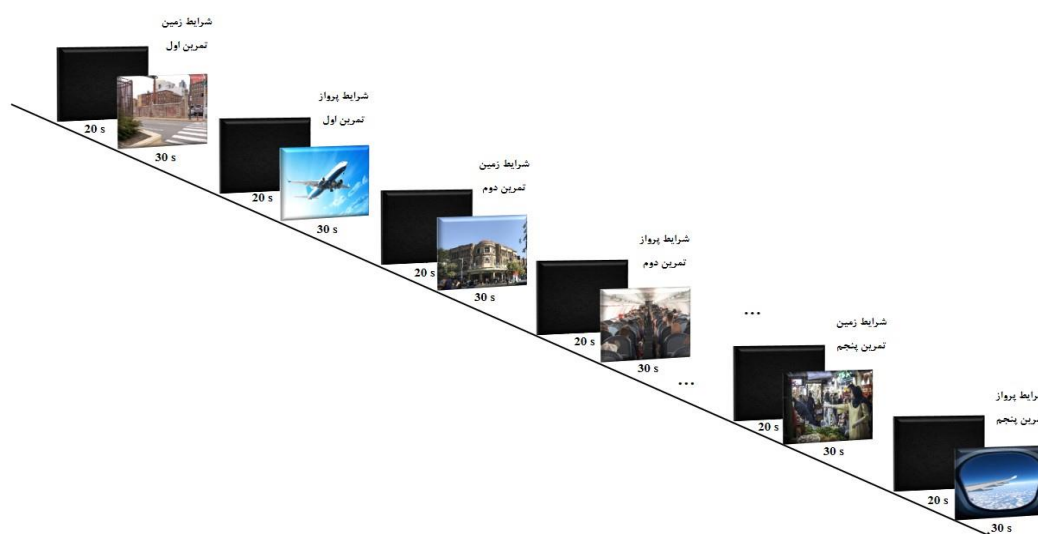 شرایط زمین
تمرین اول
20 s
30 s
شرایط پرواز
تمرین اول
20 s
30 s
شرایط زمین
تمرین دوم
20 s
30 s
شرایط پرواز
تمرین دوم
20 s
30 s
...
...
شرایط زمین
تمرین پنجم
20 s
30 s
شرایط پرواز
تمرین پنجم
20 s
30 s